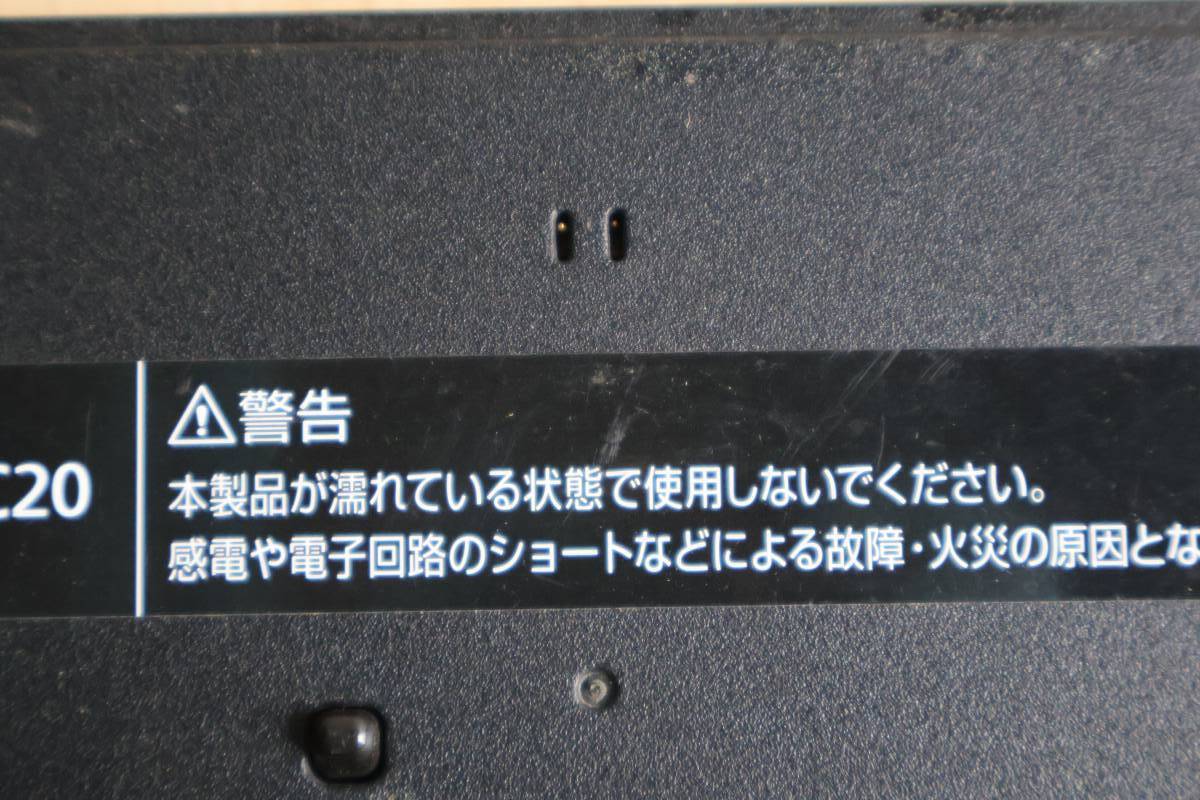 C20
⚠警告
本製品が濡れている状態で使用しないでください。
感電や電子回路のショートなどによる故障・火災の原因とな